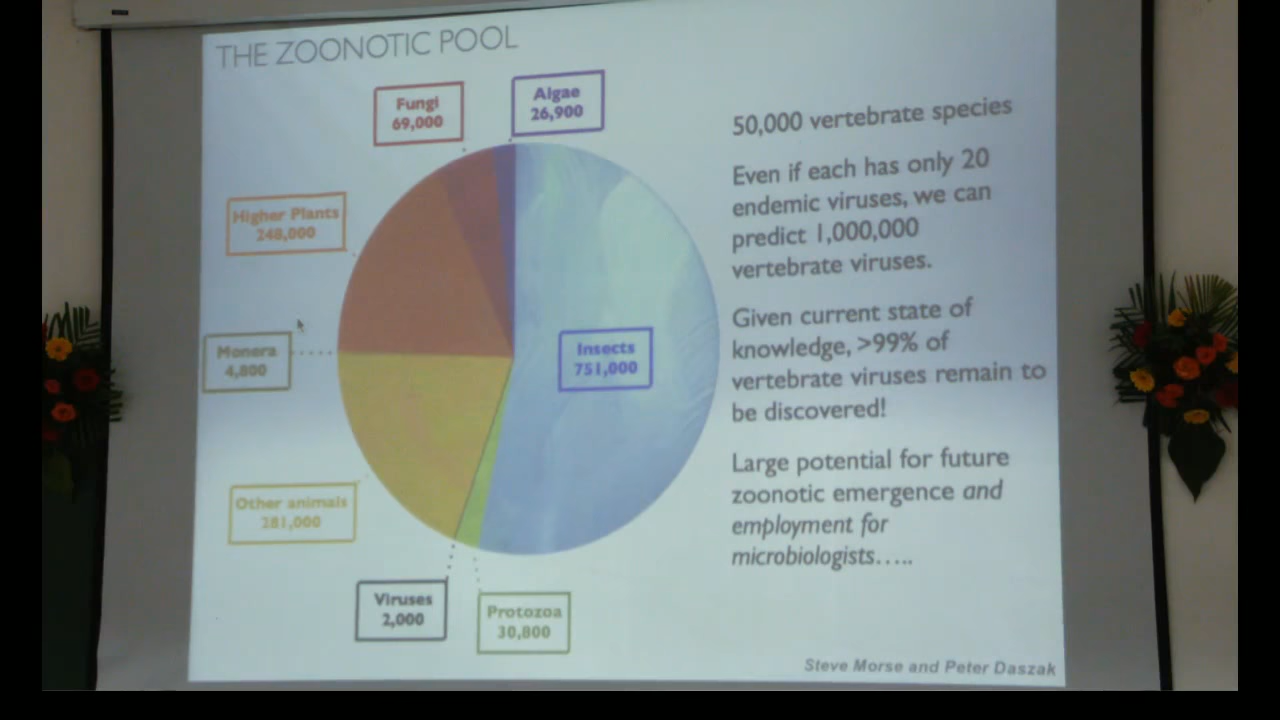 THE ZOONOTIC POOL
Fungi
69,000
Algae
26,900
Higher Plants
248,000
Monera
4,800
Insects
751,000
Other animals
281,000
Viruses
2,000
Protozoa
30,800
50,000 vertebrate species
Even if each has only 20
endemic viruses, we can
predict 1,000,000
vertebrate viruses.
Given current state of
knowledge, >99% of
vertebrate viruses remain to
be discovered!
Large potential for future
zoonotic emergence and
employment for
microbiologists…..
Steve Morse and Peter Daszak